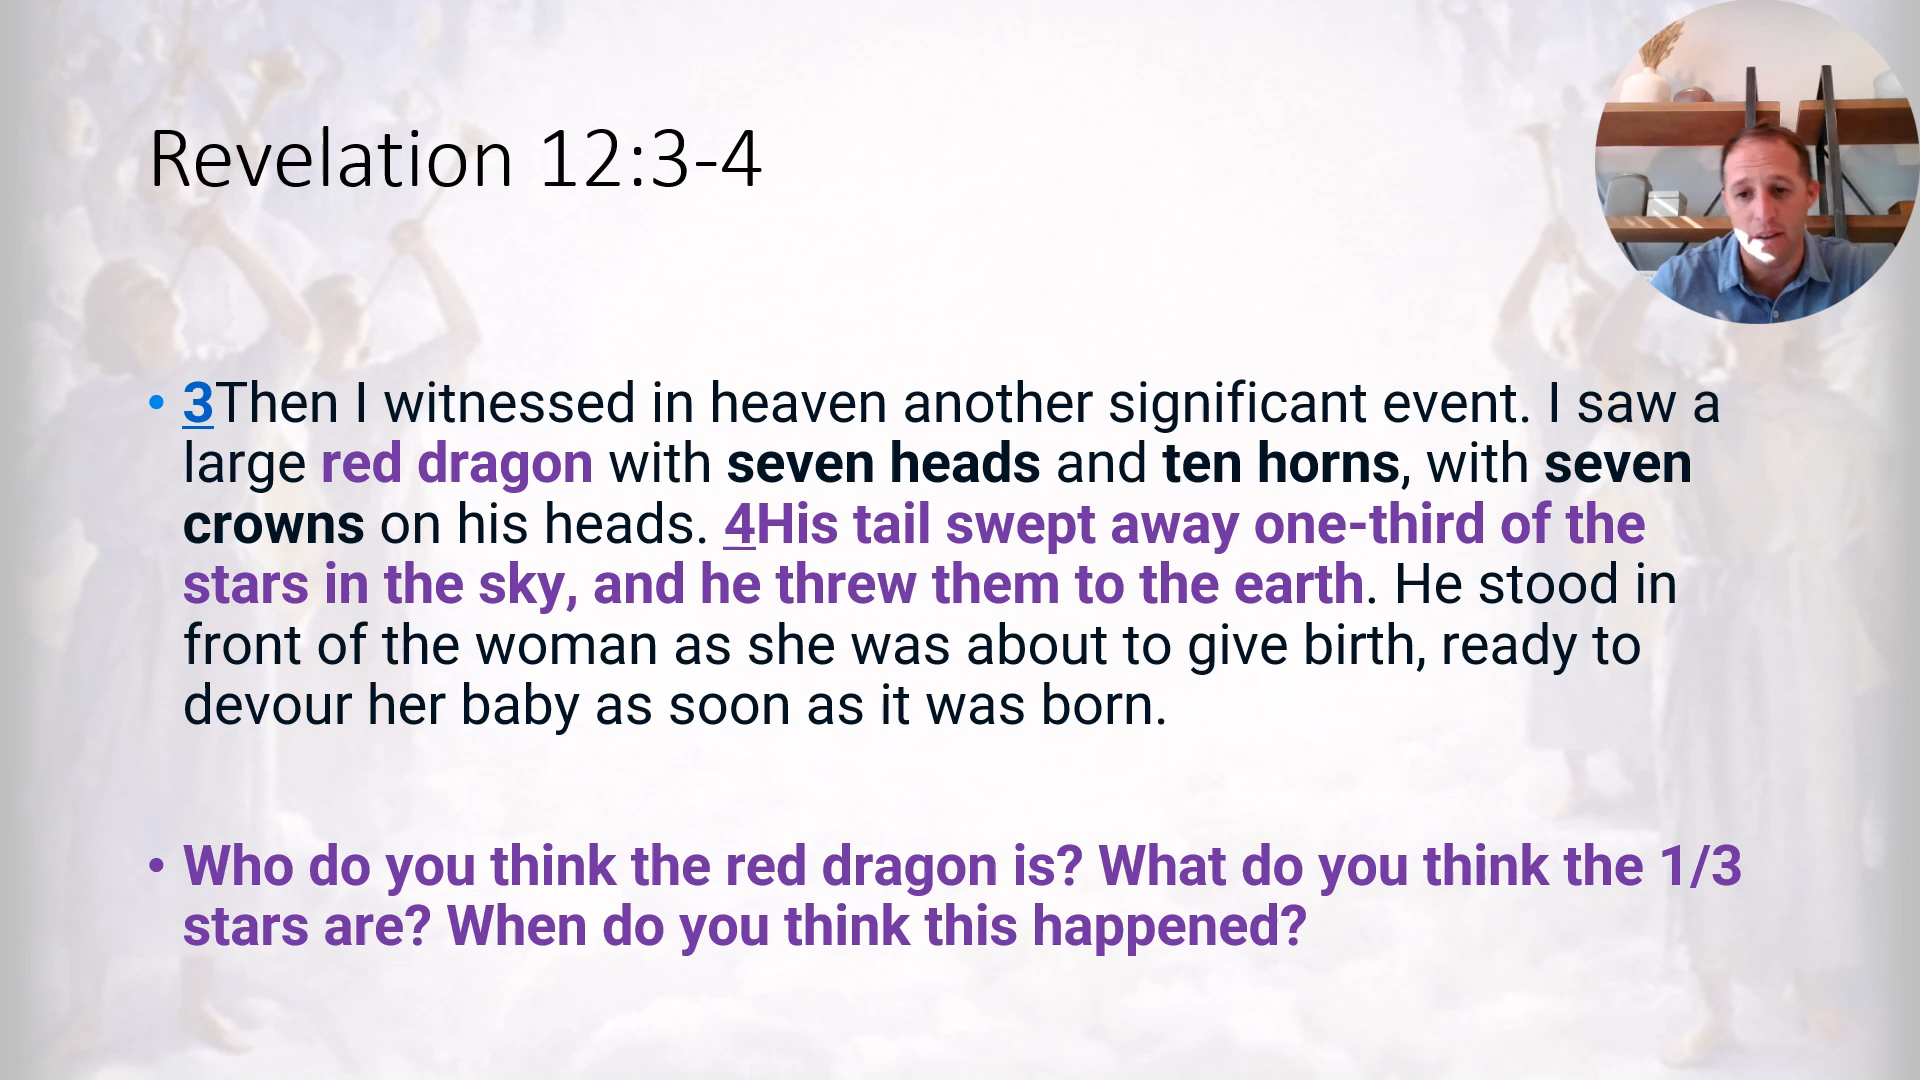 Revelation 12:3-4
• 3Then I witnessed in heaven another significant event. I saw a
large red dragon with seven heads and ten horns, with seven
crowns on his heads. 4His tail swept away one-third of the
stars in the sky, and he threw them to the earth. He stood in
front of the woman as she was about to give birth, ready to
devour her baby as soon as it was born.
• Who do you think the red dragon is? What do you think the 1/3
stars are? When do you think this happened?